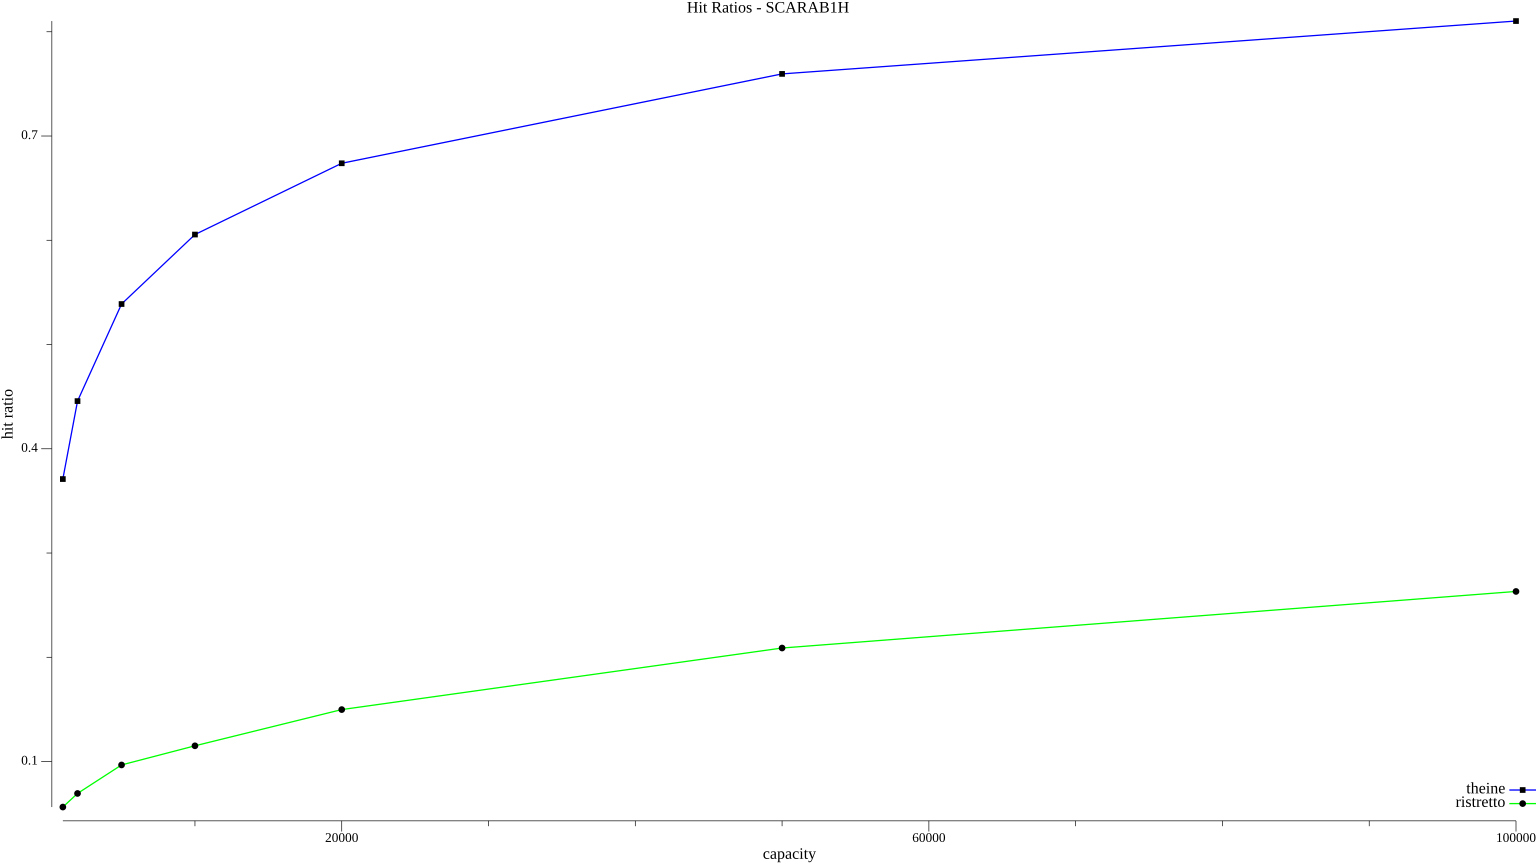 Hit Ratios - SCARAB1H
0.7
0.4
0.1
hit ratio
theine
ristretto
20000
60000
100000
capacity